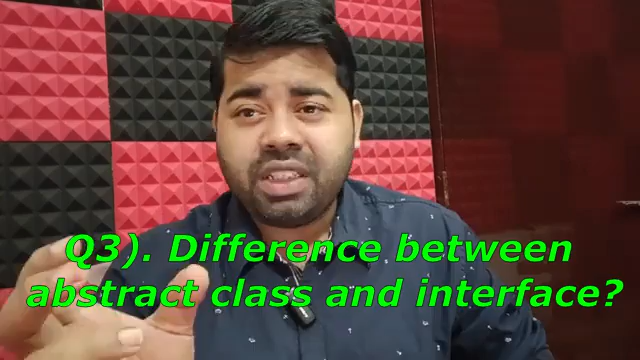 Q3). Difference between
abstract class and interface?